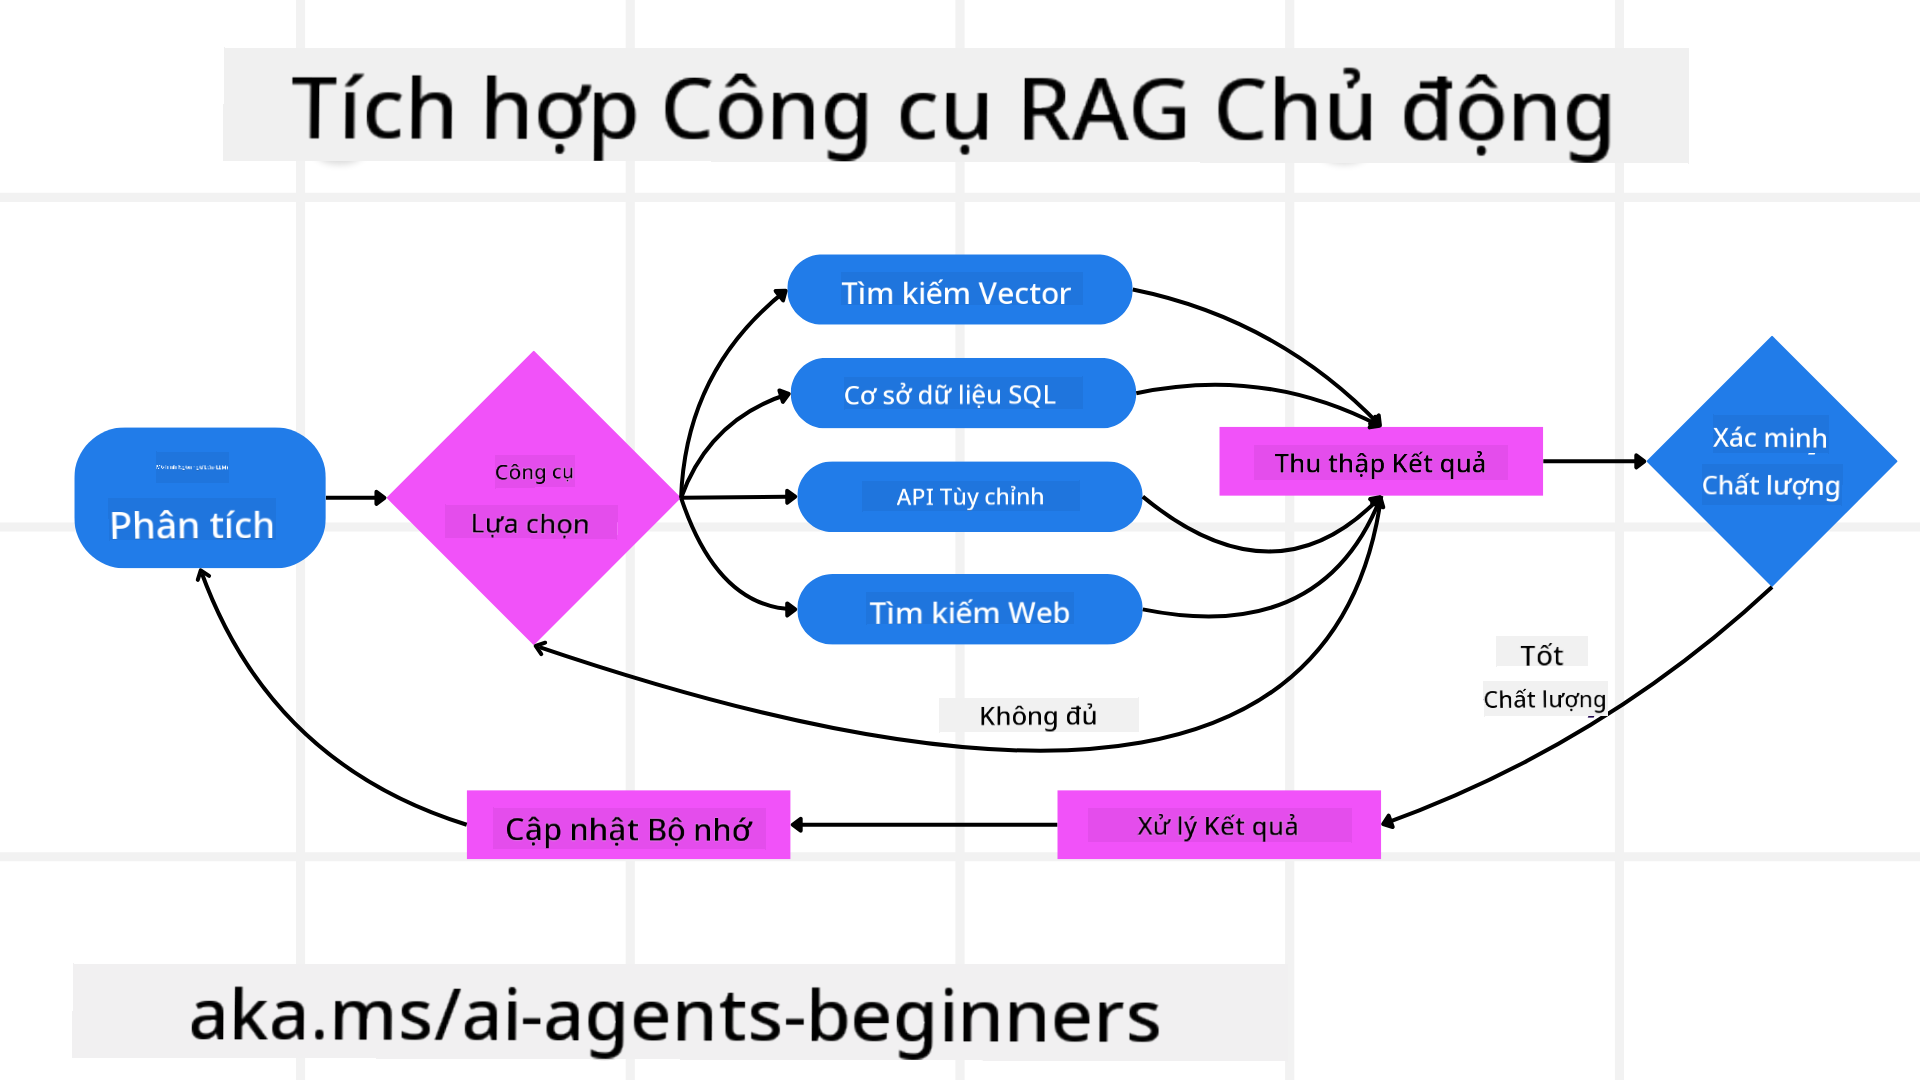 Tích hợp Công cụ RAG Chủ động
Tìm kiếm Vector
Cơ sở dữ liệu SQL
API Tùy chỉnh
Tìm kiếm Web
Phân tích
Công cụ
Lựa chọn
Thu thập Kết quả
Xác minh
Chất lượng
Tốt
Chất lượng
Không đủ
Cập nhật Bộ nhớ
Xử lý Kết quả
aka.ms/ai-agents-beginners